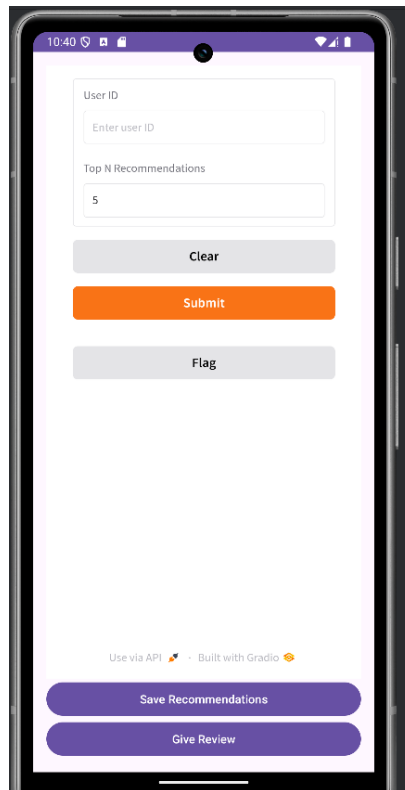 10:40
User ID
Enter user ID
Top N Recommendations
5
Clear
Submit
Flag
Use via API · Built with Gradio
Save Recommendations
Give Review